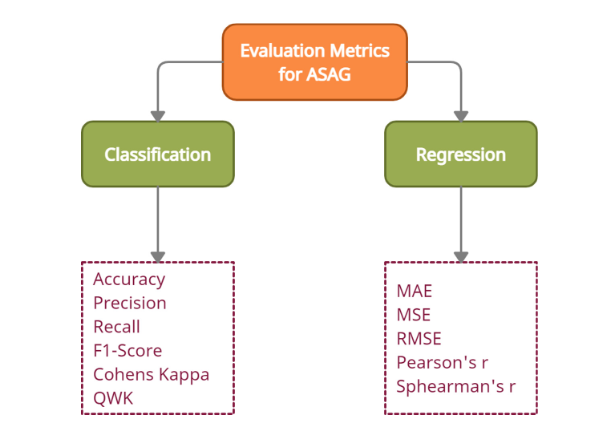 Evaluation Metrics
for ASAG
Classification
Regression
Accuracy
Precision
Recall
F1-Score
Cohens Kappa
QWK
MAE
MSE
RMSE
Pearson's r
Sphearman's r